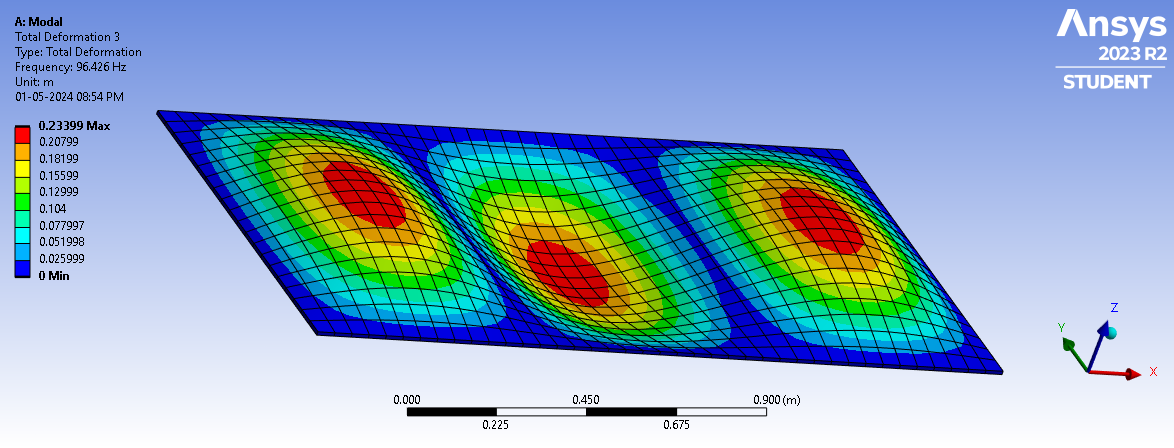 A: Modal
Total Deformation 3
Type: Total Deformation
Frequency: 96.426 Hz
Unit: m
01-05-2024 08:54 PM
0.23399 Max
0.20799
0.18199
0.15599
0.12999
0.104
0.077997
0.051998
0.025999
0 Min
Ansys
2023 R2
STUDENT
0.000 0.450 0.900 (m)
0.225 0.675
Z
Y
X